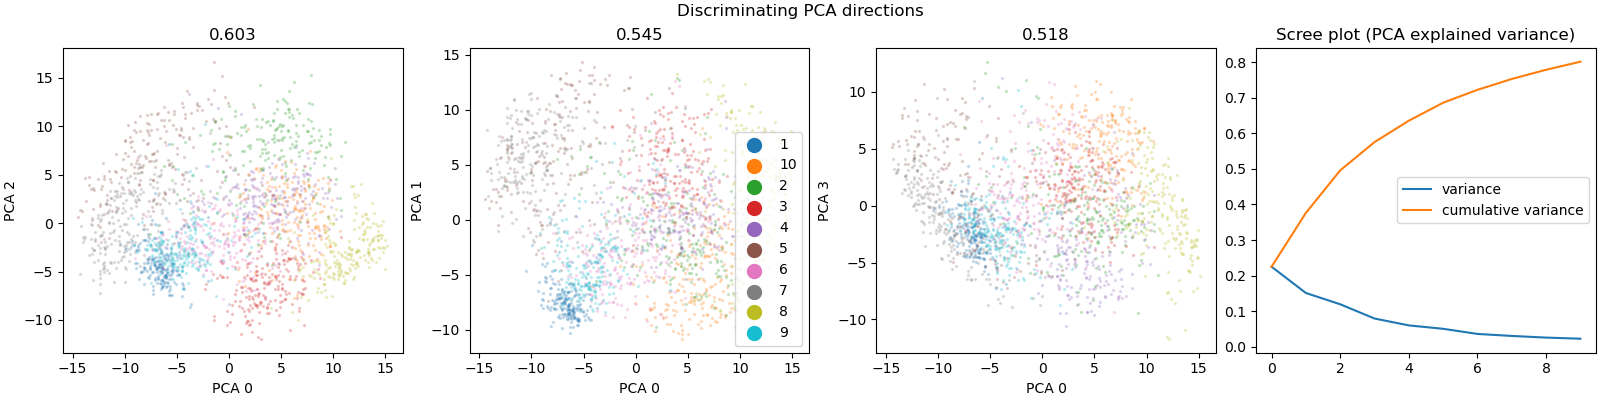 Discriminating PCA directions
0.603
15
10
5
0
−5
−10
PCA 2
−15 −10 −5 0 5 10 15
PCA 0
0.545
15
10
5
0
−5
−10
PCA 1
1
10
2
3
4
5
6
7
8
9
−15 −10 −5 0 5 10 15
PCA 0
0.518
10
5
0
−5
−10
PCA 3
−15 −10 −5 0 5 10 15
PCA 0
Scree plot (PCA explained variance)
0.8
0.7
0.6
0.5
0.4
0.3
0.2
0.1
0.0
variance
cumulative variance
0 2 4 6 8